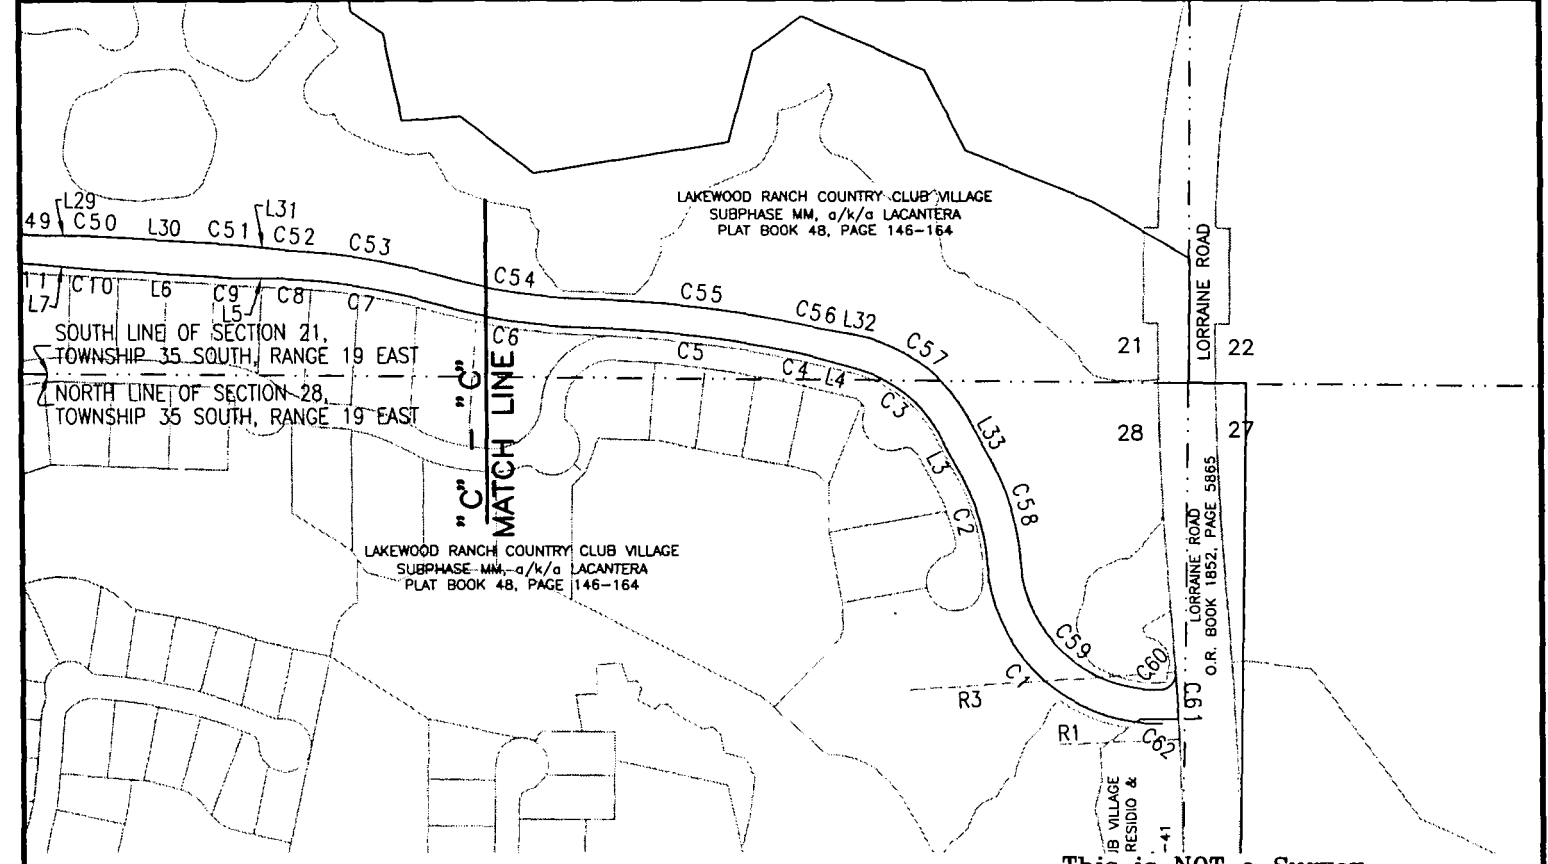 LAKEWOOD RANCH COUNTRY CLUB VILLAGE
SUBPHASE MM, a/k/a LACANTERA
PLAT BOOK 48, PAGE 146-164
L29
49
C50
L30
C51
L31
C52
C53
C54
C55
C56
L32
C57
L33
C58
C59
C60
C61
C62
L7
C10
L6
C9
L5
C8
C7
C6
C5
C4
L4
C3
L3
C2
C1
R3
R1
SOUTH LINE OF SECTION 21,
TOWNSHIP 35 SOUTH, RANGE 19 EAST
NORTH LINE OF SECTION 28,
TOWNSHIP 35 SOUTH, RANGE 19 EAST
"C" — "C"
MATCH LINE
LORRAINE ROAD
21
22
28
27
LORRAINE ROAD
O.R. BOOK 1852, PAGE 5865
LAKEWOOD RANCH COUNTRY CLUB VILLAGE
SUBPHASE MM, a/k/a LACANTERA
PLAT BOOK 48, PAGE 146-164
UB VILLAGE
RESIDIO &
-41
This is NOT a Survey